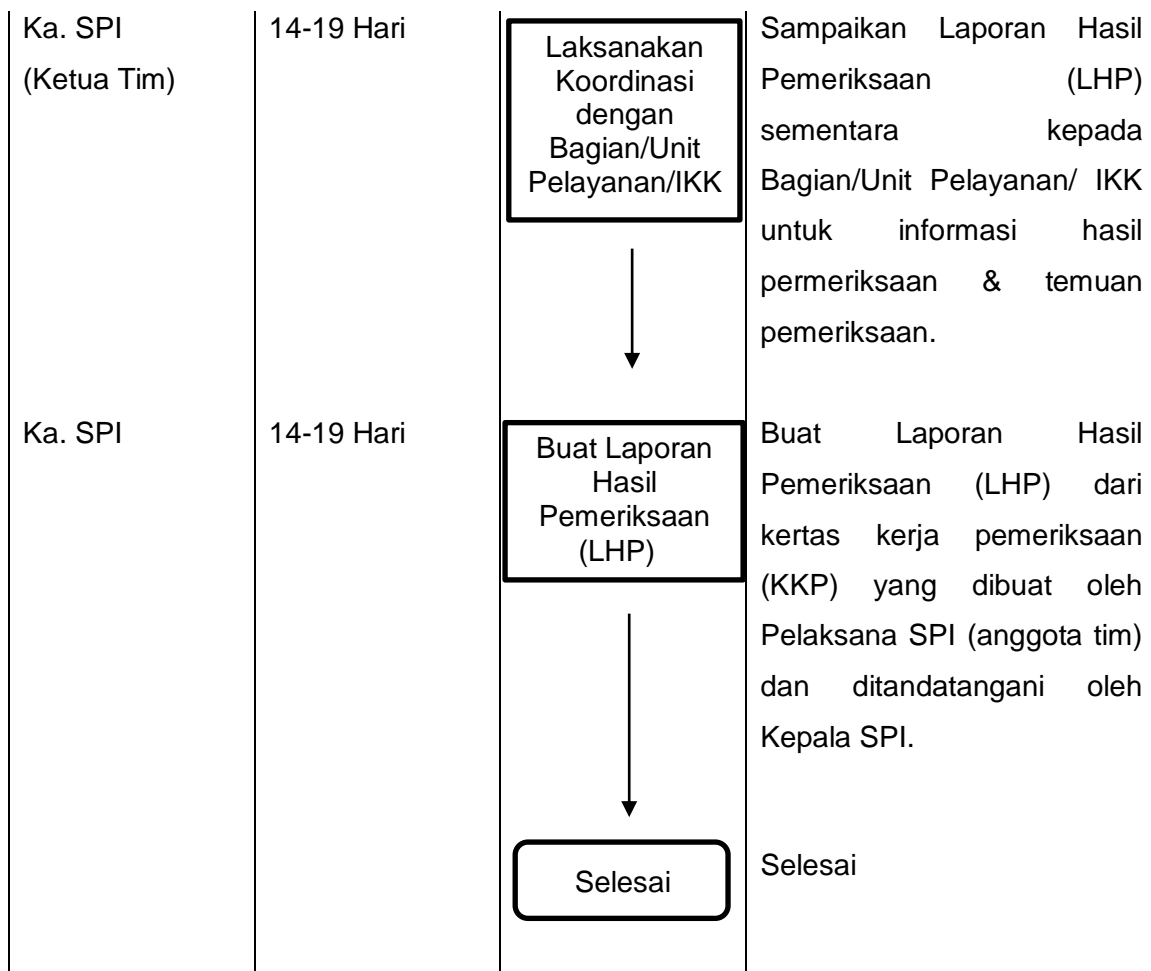 Ka. SPI
(Ketua Tim)
14-19 Hari
Laksanakan
Koordinasi
dengan
Bagian/Unit
Pelayanan/IKK
Sampaikan Laporan Hasil
Pemeriksaan (LHP)
sementara kepada
Bagian/Unit Pelayanan/ IKK
untuk informasi hasil
permeriksaan & temuan
pemeriksaan.
Ka. SPI
14-19 Hari
Buat Laporan
Hasil
Pemeriksaan
(LHP)
Buat Laporan Hasil
Pemeriksaan (LHP) dari
kertas kerja pemeriksaan
(KKP) yang dibuat oleh
Pelaksana SPI (anggota tim)
dan ditandatangani oleh
Kepala SPI.
Selesai
Selesai